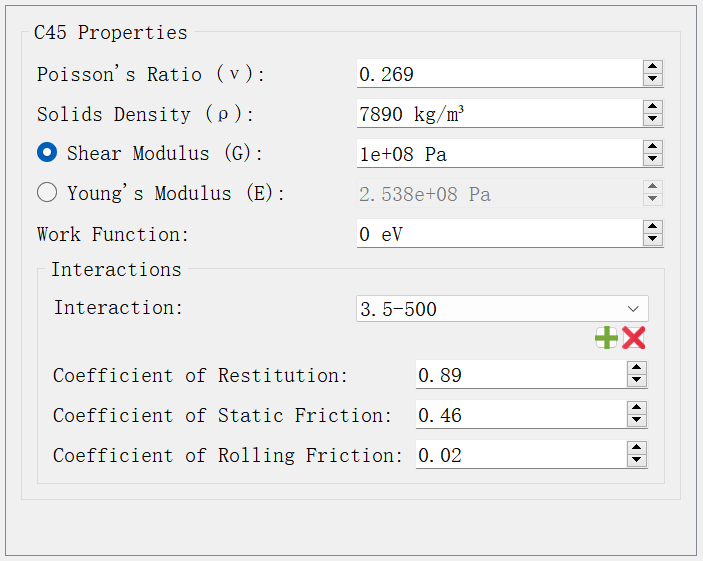 C45 Properties
Poisson's Ratio (ν): 0.269
Solids Density (ρ): 7890 kg/m³
Shear Modulus (G): 1e+08 Pa
Young's Modulus (E): 2.538e+08 Pa
Work Function: 0 eV
Interactions
Interaction: 3.5-500
Coefficient of Restitution: 0.89
Coefficient of Static Friction: 0.46
Coefficient of Rolling Friction: 0.02